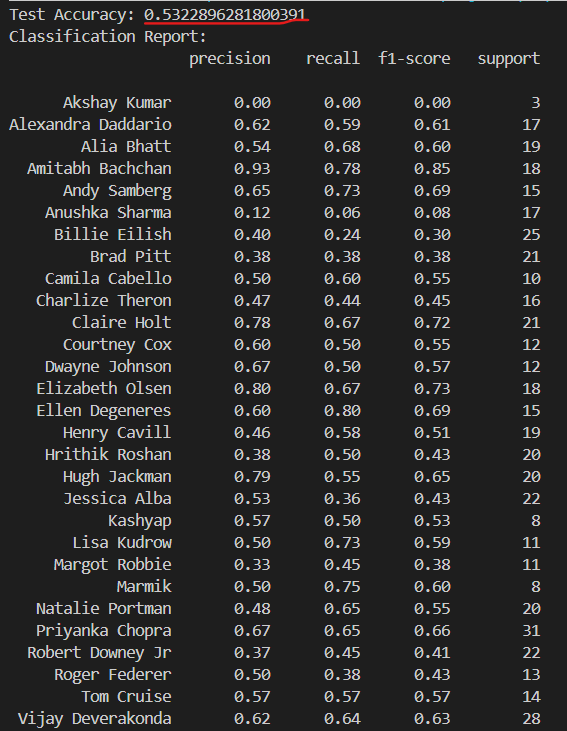 Test Accuracy: 0.5322896281800391
Classification Report:
precision recall f1-score support
Akshay Kumar 0.00 0.00 0.00 3
Alexandra Daddario 0.62 0.59 0.61 17
Alia Bhatt 0.54 0.68 0.60 19
Amitabh Bachchan 0.93 0.78 0.85 18
Andy Samberg 0.65 0.73 0.69 15
Anushka Sharma 0.12 0.06 0.08 17
Billie Eilish 0.40 0.24 0.30 25
Brad Pitt 0.38 0.38 0.38 21
Camila Cabello 0.50 0.60 0.55 10
Charlize Theron 0.47 0.44 0.45 16
Claire Holt 0.78 0.67 0.72 21
Courtney Cox 0.60 0.50 0.55 12
Dwayne Johnson 0.67 0.50 0.57 12
Elizabeth Olsen 0.80 0.67 0.73 18
Ellen Degeneres 0.60 0.80 0.69 15
Henry Cavill 0.46 0.58 0.51 19
Hrithik Roshan 0.38 0.50 0.43 20
Hugh Jackman 0.79 0.55 0.65 20
Jessica Alba 0.53 0.36 0.43 22
Kashyap 0.57 0.50 0.53 8
Lisa Kudrow 0.50 0.73 0.59 11
Margot Robbie 0.33 0.45 0.38 11
Marmik 0.50 0.75 0.60 8
Natalie Portman 0.48 0.65 0.55 20
Priyanka Chopra 0.67 0.65 0.66 31
Robert Downey Jr 0.37 0.45 0.41 22
Roger Federer 0.50 0.38 0.43 13
Tom Cruise 0.57 0.57 0.57 14
Vijay Deverakonda 0.62 0.64 0.63 28